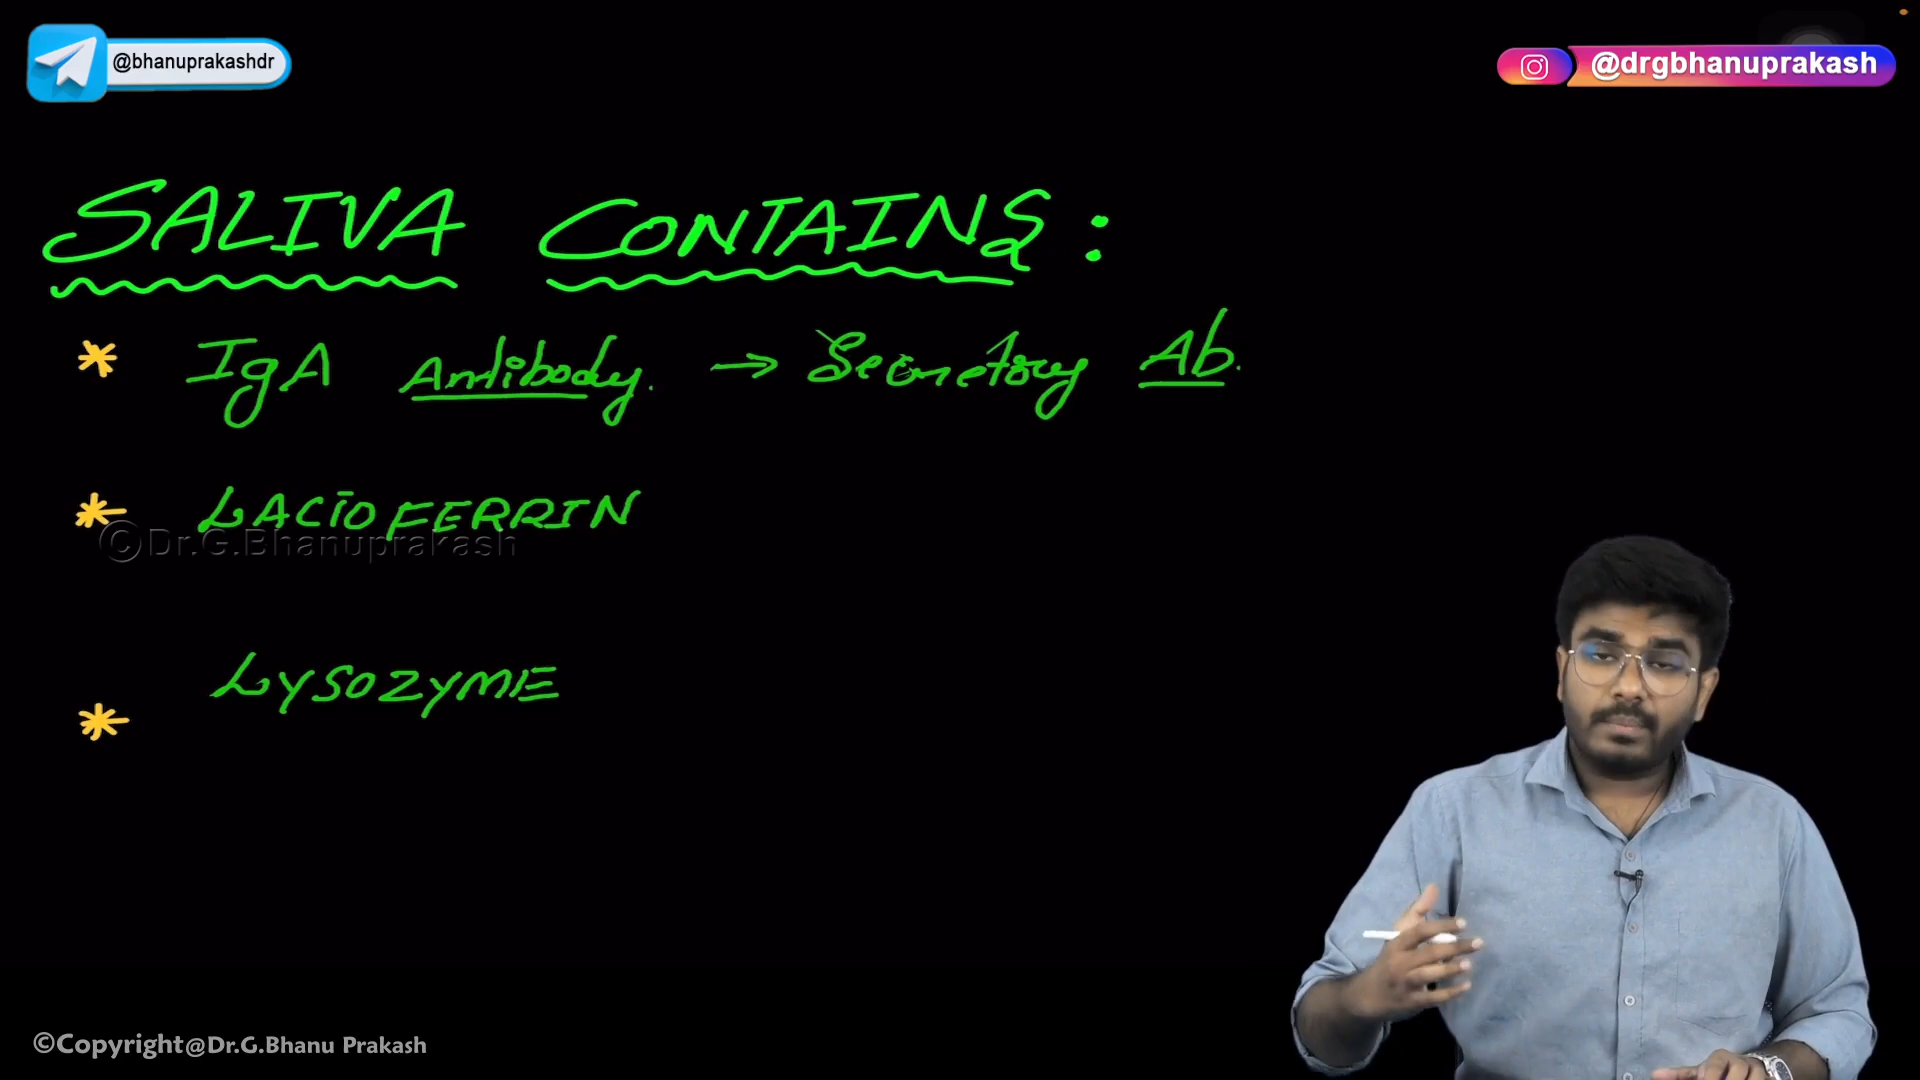 @bhanuprakashdr
@drgbhanuprakash
SALIVA CONTAINS :
* IgA Antibody. → Secretory Ab.
* LACTOFERRIN
©Dr.G.Bhanuprakash
* LYSOZYME
©Copyright@Dr.G.Bhanu Prakash